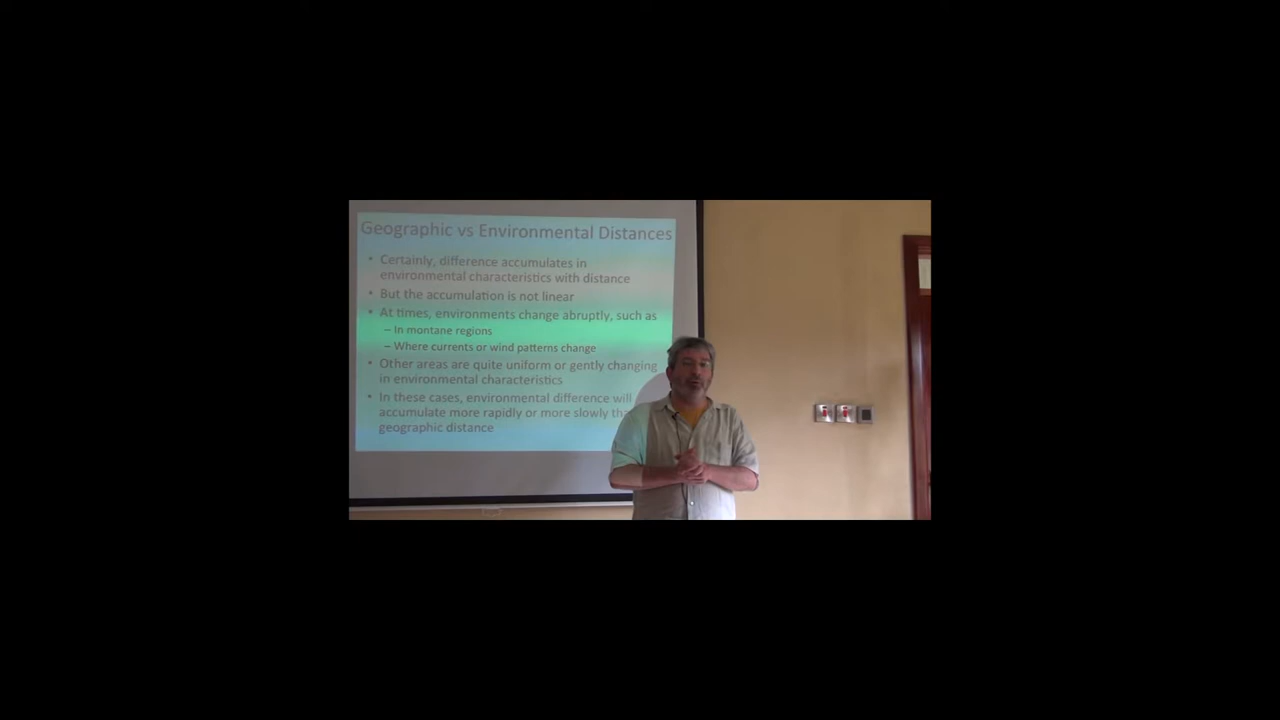 Geographic vs Environmental Distances
• Certainly, difference accumulates in
environmental characteristics with distance
• But the accumulation is not linear
• At times, environments change abruptly, such as
– In montane regions
– Where currents or wind patterns change
• Other areas are quite uniform or gently changing
in environmental characteristics
• In these cases, environmental difference will
accumulate more rapidly or more slowly
geographic distance